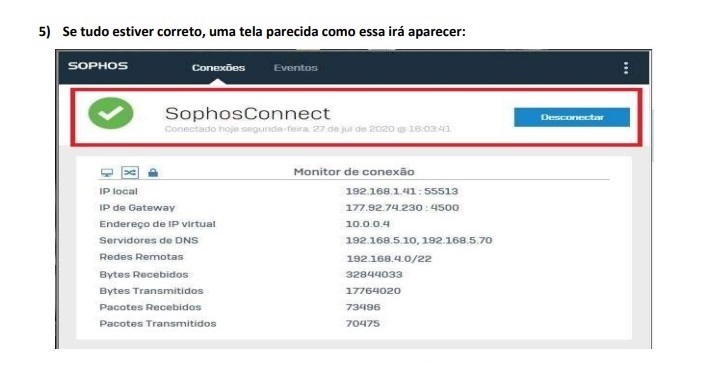 5) Se tudo estiver correto, uma tela parecida como essa irá aparecer:
SOPHOS Conexões Eventos
SophosConnect
Conectado hoje segunda-feira, 27 de jul de 2020 @ 16:03:41
Desconectar
Monitor de conexão
IP local 192.168.1.41 : 55513
IP de Gateway 177.92.74.230 : 4500
Endereço de IP virtual 10.0.0.4
Servidores de DNS 192.168.5.10, 192.168.5.70
Redes Remotas 192.168.4.0/22
Bytes Recebidos 32844033
Bytes Transmitidos 17764020
Pacotes Recebidos 73496
Pacotes Transmitidos 70475